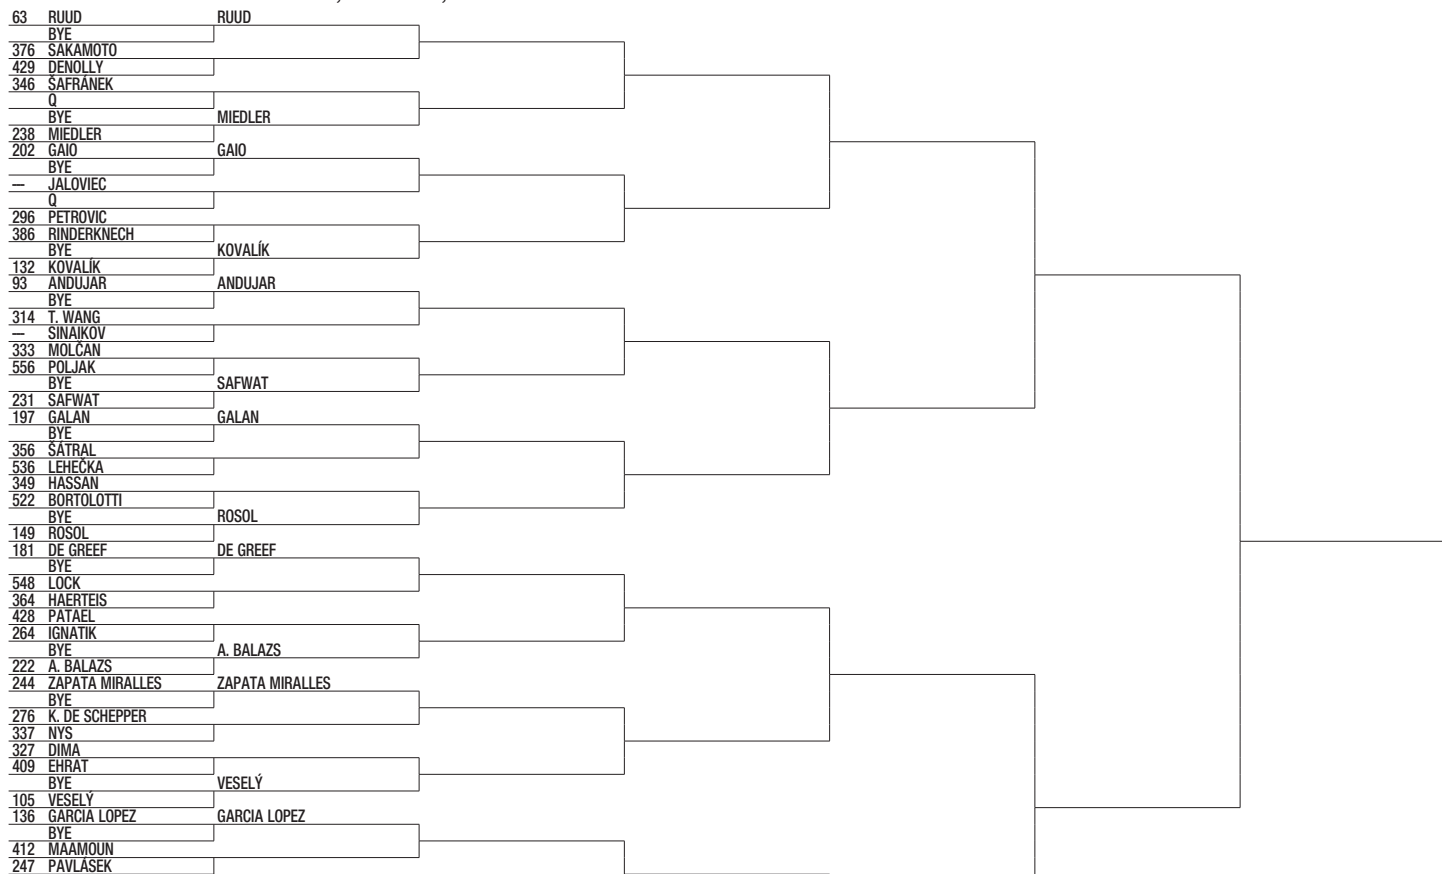 63 RUUD RUUD
BYE
376 SAKAMOTO
429 DENOLLY
346 ŠAFRÁNEK
Q
BYE MIEDLER
238 MIEDLER
202 GAIO GAIO
BYE
— JALOVIEC
Q
296 PETROVIC
386 RINDERKNECH
BYE KOVALÍK
132 KOVALÍK
93 ANDUJAR ANDUJAR
BYE
314 T. WANG
— SINAIKOV
333 MOLČAN
556 POLJAK
BYE SAFWAT
231 SAFWAT
197 GALAN GALAN
BYE
356 ŠÁTRAL
536 LEHEČKA
349 HASSAN
522 BORTOLOTTI
BYE ROSOL
149 ROSOL
181 DE GREEF DE GREEF
BYE
548 LOCK
364 HAERTEIS
428 PATAEL
264 IGNATIK
BYE A. BALAZS
222 A. BALAZS
244 ZAPATA MIRALLES ZAPATA MIRALLES
BYE
276 K. DE SCHEPPER
337 NYS
327 DIMA
409 EHRAT
BYE VESELÝ
105 VESELÝ
136 GARCIA LOPEZ GARCIA LOPEZ
BYE
412 MAAMOUN
247 PAVLÁSEK